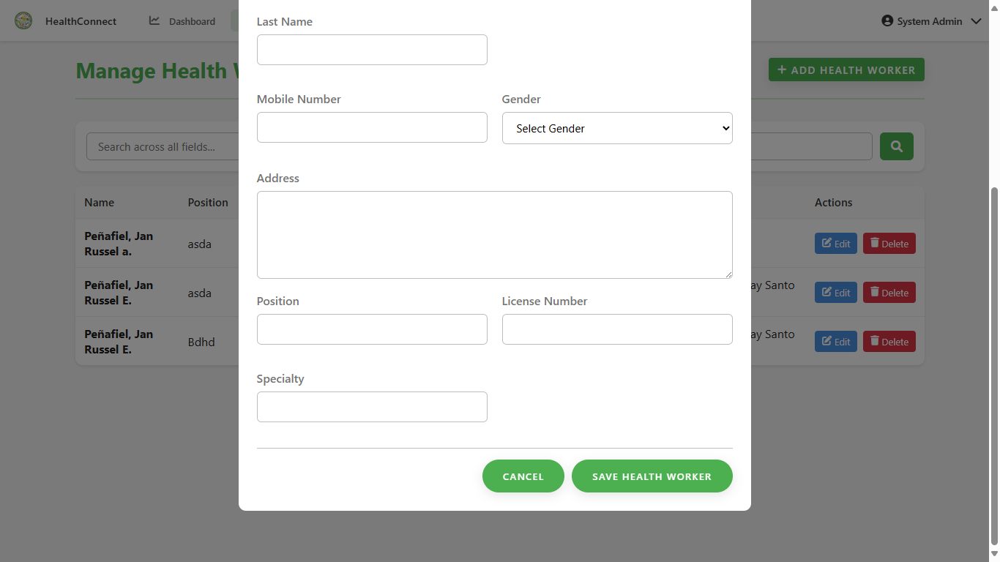 HealthConnect Dashboard System Admin
Manage Health
+ ADD HEALTH WORKER
Search across all fields...
Name Position Actions
Peñafiel, Jan
Russel a.
asda
Edit Delete
Peñafiel, Jan
Russel E.
asda
ay Santo
Edit Delete
Peñafiel, Jan
Russel E.
Bdhd
ay Santo
Edit Delete
Last Name
Mobile Number Gender
Select Gender
Address
Position License Number
Specialty
CANCEL SAVE HEALTH WORKER